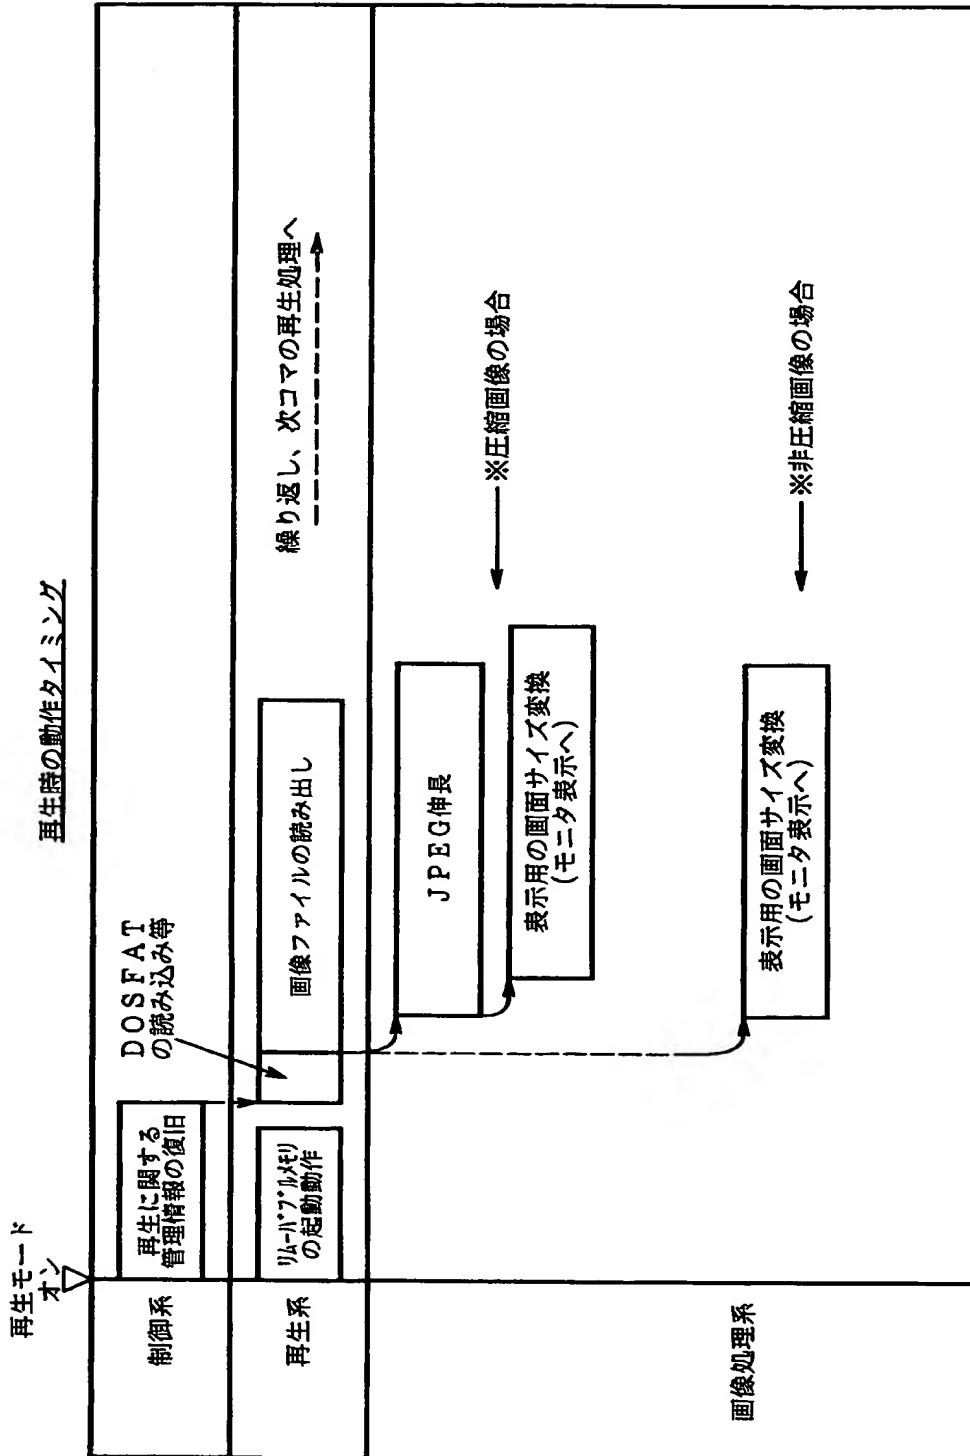 再生時の動作タイミング
再生モード
オン
制御系
再生に関する
管理情報の復旧
DOSFAT
の読み込み等
再生系
リムーバブルメモリ
の起動動作
画像ファイルの読み出し
繰り返し、次コマの再生処理へ
画像処理系
JPEG伸長
表示用の画面サイズ変換
(モニタ表示へ)
※圧縮画像の場合
表示用の画面サイズ変換
(モニタ表示へ)
※非圧縮画像の場合